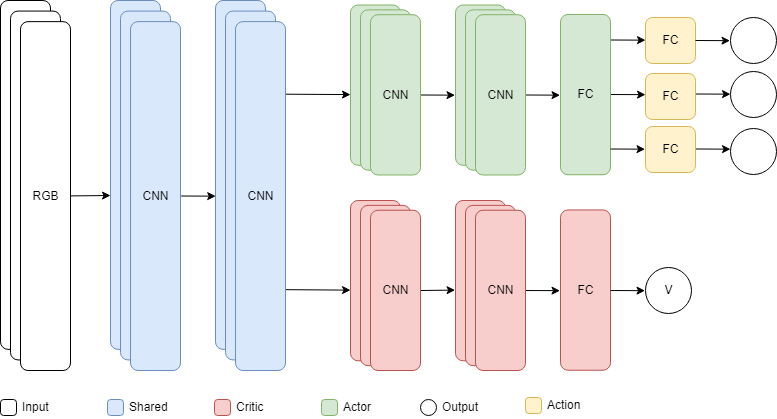 RGB
CNN
CNN
CNN
CNN
FC
FC
FC
FC
CNN
CNN
FC
V
Input
Shared
Critic
Actor
Output
Action